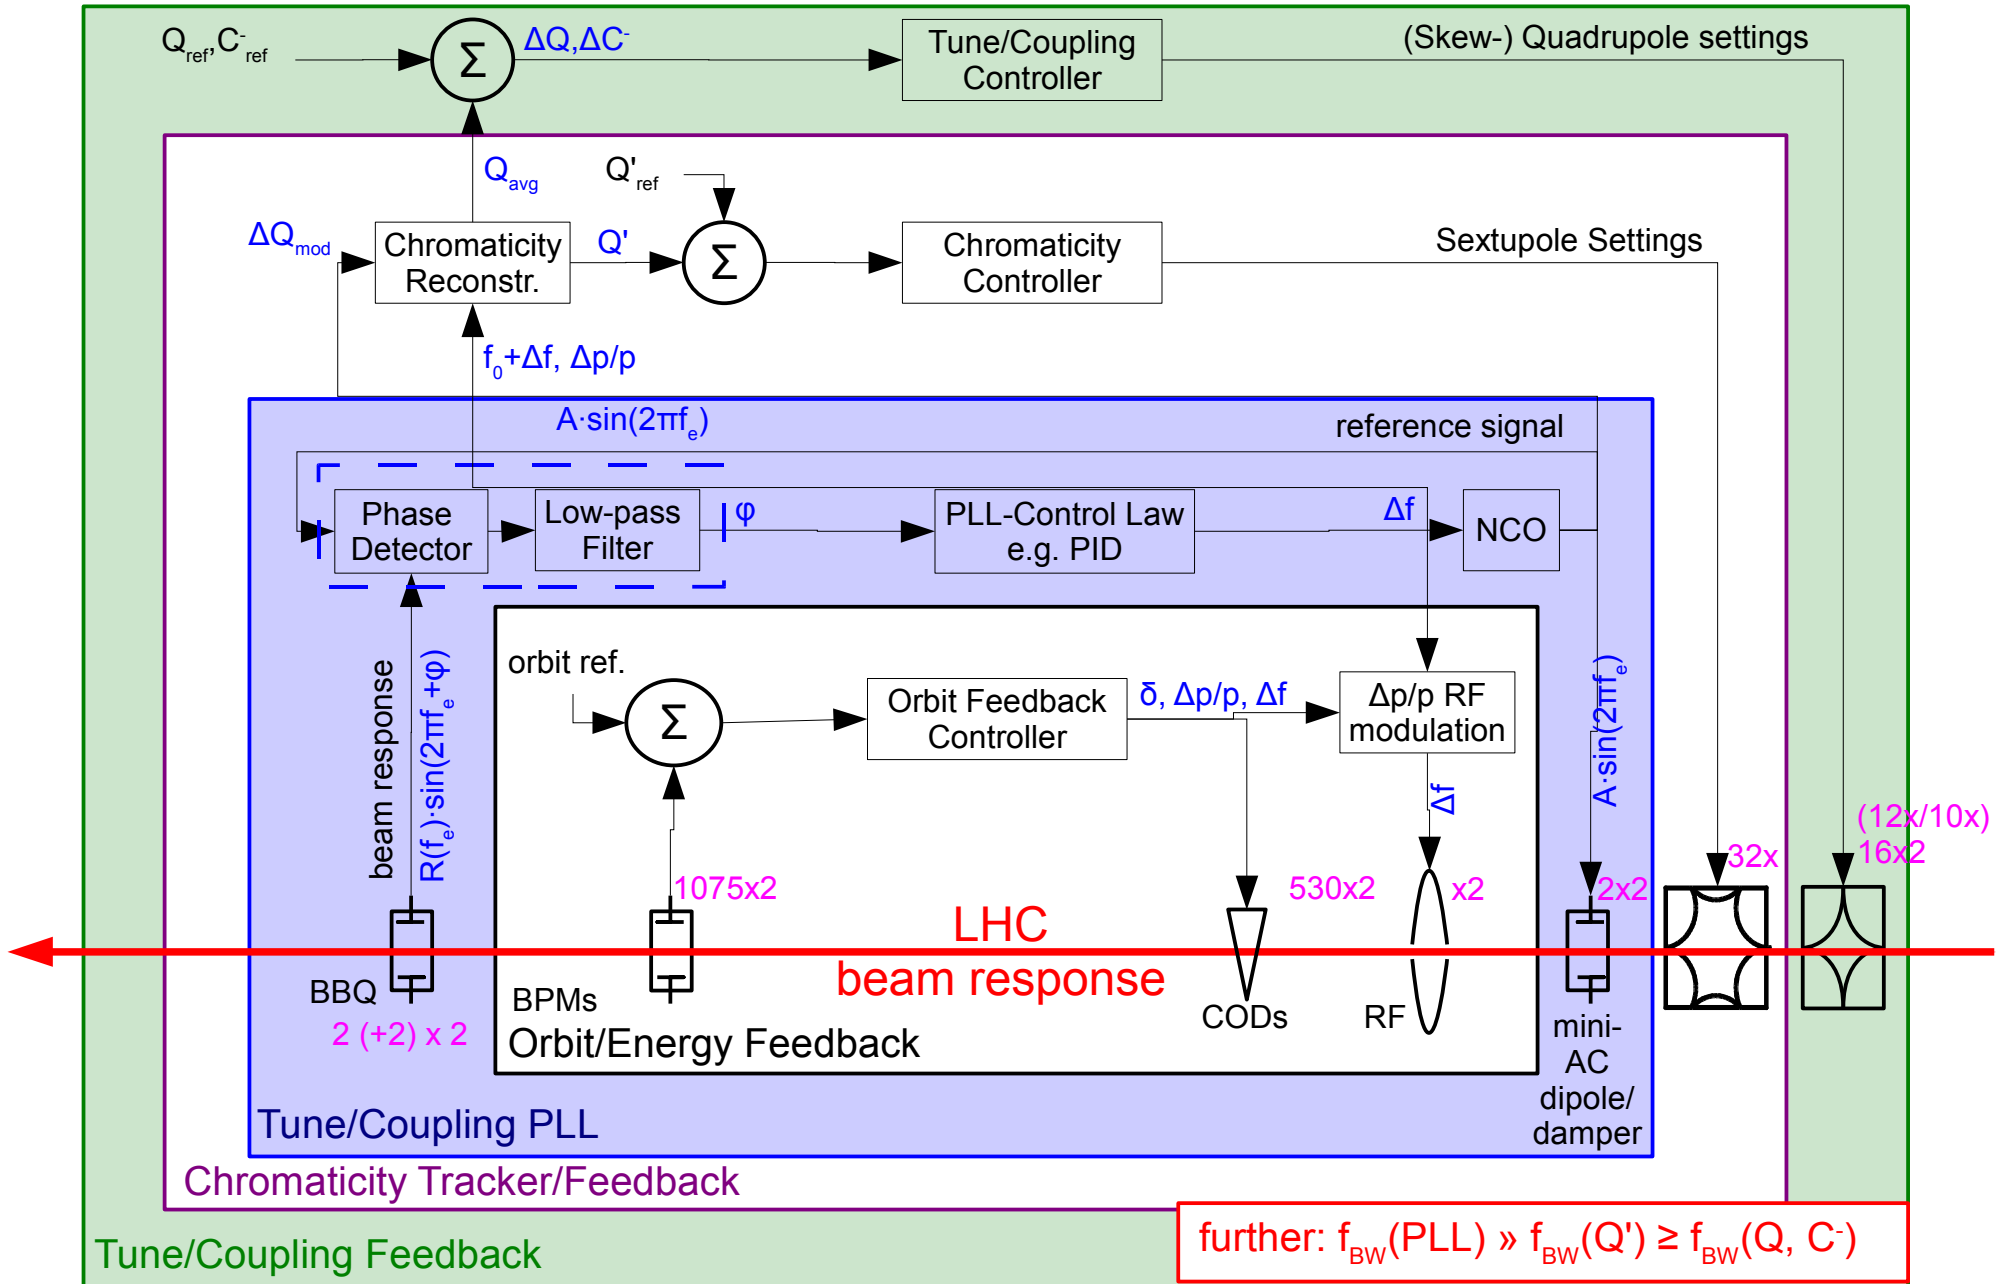 Q_ref,C⁻_ref
Σ
ΔQ,ΔC⁻
Tune/Coupling
Controller
(Skew-) Quadrupole settings
Q_avg
Q'_ref
ΔQ_mod
Chromaticity
Reconstr.
Q'
Σ
Chromaticity
Controller
Sextupole Settings
f_0+Δf, Δp/p
A·sin(2πf_e)
reference signal
Phase
Detector
Low-pass
Filter
φ
PLL-Control Law
e.g. PID
Δf
NCO
beam response
R(f_e)·sin(2πf_e+φ)
orbit ref.
Σ
Orbit Feedback
Controller
δ, Δp/p, Δf
Δp/p RF
modulation
A·sin(2πf_e)
Δf
(12x/10x)
16x2
32x
1075x2
530x2
x2
2x2
LHC
beam response
BBQ
2 (+2) x 2
BPMs
CODs
RF
mini-
AC
dipole/
damper
Orbit/Energy Feedback
Tune/Coupling PLL
Chromaticity Tracker/Feedback
Tune/Coupling Feedback
further: f_BW(PLL) » f_BW(Q') ≥ f_BW(Q, C⁻)